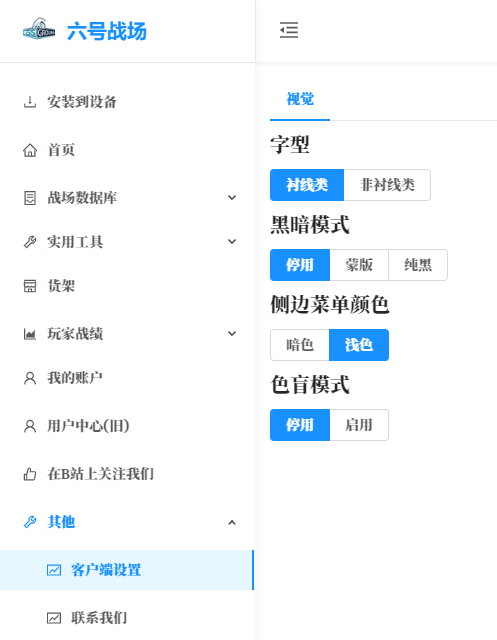 六号战场
安装到设备
首页
战场数据库
实用工具
货架
玩家战绩
我的账户
用户中心(旧)
在B站上关注我们
其他
客户端设置
联系我们
视觉
字型
衬线类 非衬线类
黑暗模式
停用 蒙版 纯黑
侧边菜单颜色
暗色 浅色
色盲模式
停用 启用